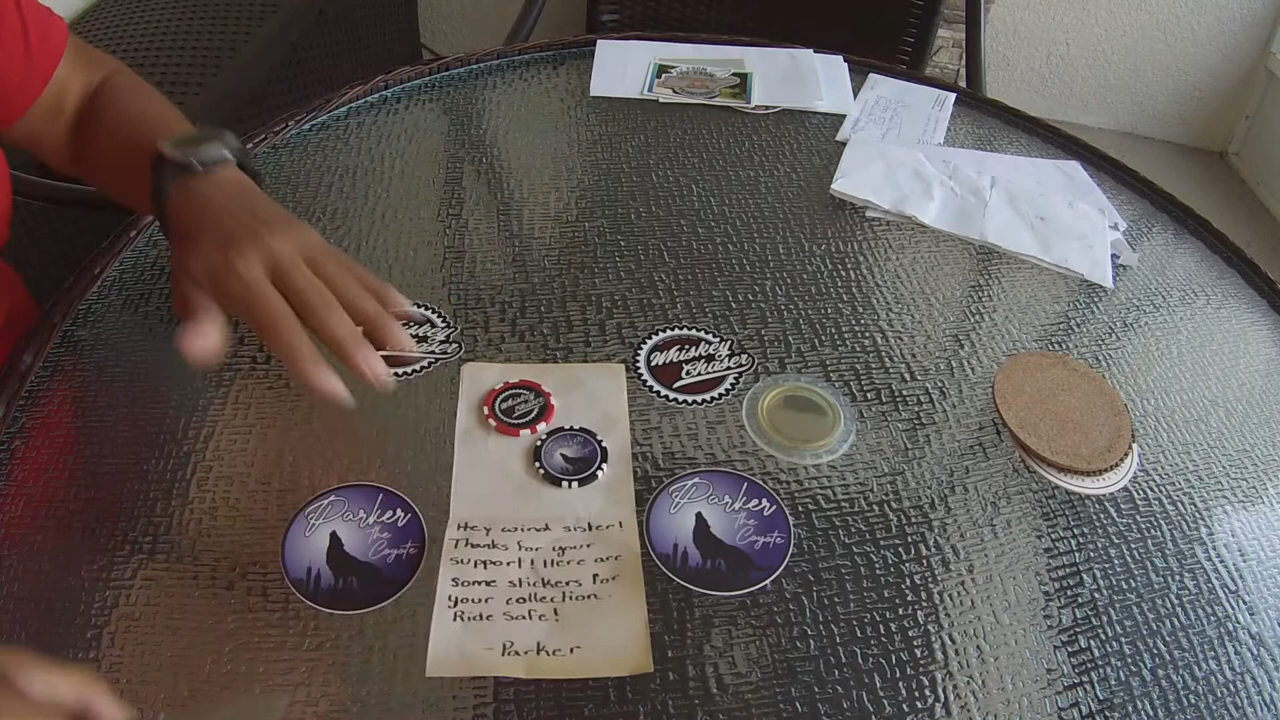 Whiskey
Chaser
Whiskey
Chaser
Parker
the
Coyote
Parker
the
Coyote
Hey wind sister!
Thanks for your
support! Here are
some stickers for
your collection.
Ride Safe!
- Parker